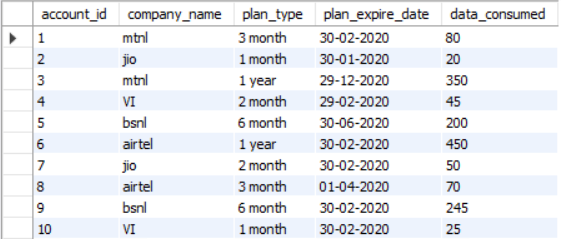 account_id company_name plan_type plan_expire_date data_consumed
1 mtnl 3 month 30-02-2020 80
2 jio 1 month 30-01-2020 20
3 mtnl 1 year 29-12-2020 350
4 VI 2 month 29-02-2020 45
5 bsnl 6 month 30-06-2020 200
6 airtel 1 year 30-02-2020 450
7 jio 2 month 30-02-2020 50
8 airtel 3 month 01-04-2020 70
9 bsnl 6 month 30-02-2020 245
10 VI 1 month 30-02-2020 25